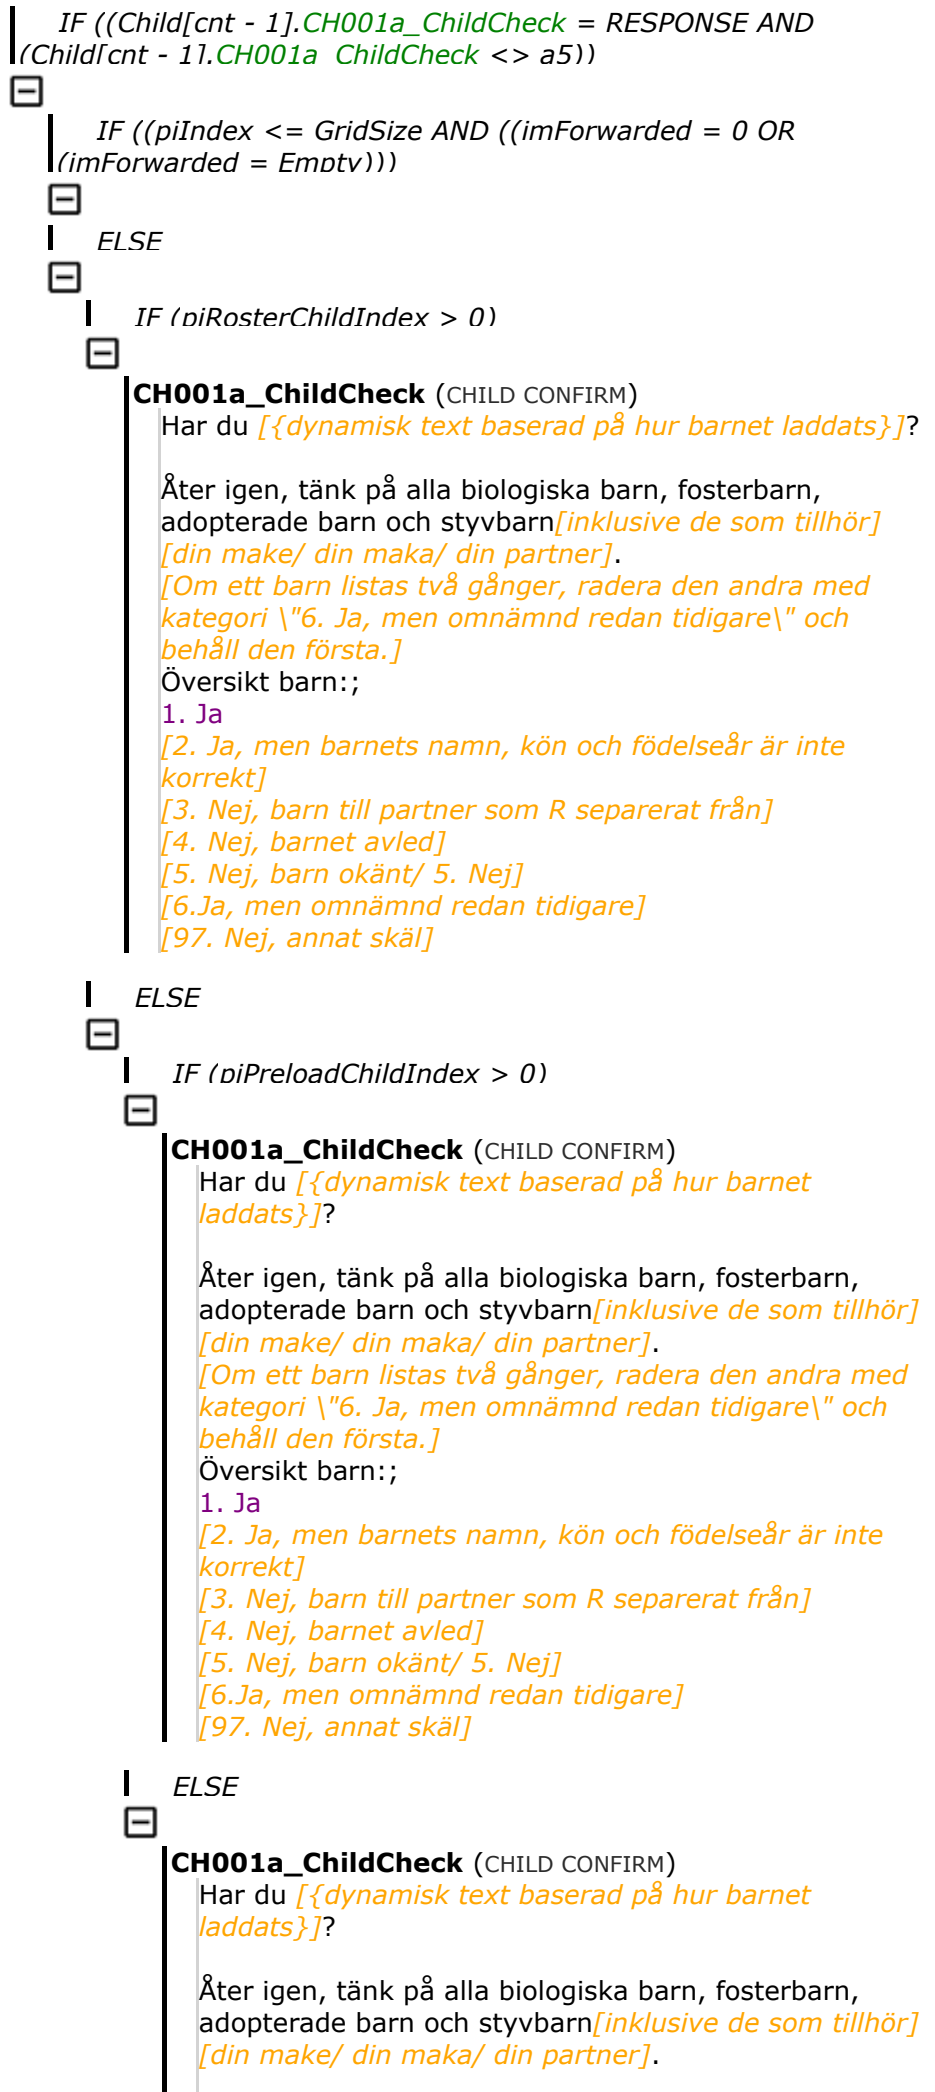 IF ((Child[cnt - 1].CH001a_ChildCheck = RESPONSE AND
(Child[cnt - 1].CH001a_ChildCheck <> a5))
IF ((piIndex <= GridSize AND ((imForwarded = 0 OR
(imForwarded = Empty)))
ELSE
IF (piRosterChildIndex > 0)
CH001a_ChildCheck (CHILD CONFIRM)
Har du [{dynamisk text baserad på hur barnet laddats}]?
Åter igen, tänk på alla biologiska barn, fosterbarn,
adopterade barn och styvbarn[inklusive de som tillhör]
[din make/ din maka/ din partner].
[Om ett barn listas två gånger, radera den andra med
kategori \"6. Ja, men omnämnd redan tidigare\" och
behåll den första.]
Översikt barn:;
1. Ja
[2. Ja, men barnets namn, kön och födelseår är inte
korrekt]
[3. Nej, barn till partner som R separerat från]
[4. Nej, barnet avled]
[5. Nej, barn okänt/ 5. Nej]
[6.Ja, men omnämnd redan tidigare]
[97. Nej, annat skäl]
ELSE
IF (piPreloadChildIndex > 0)
CH001a_ChildCheck (CHILD CONFIRM)
Har du [{dynamisk text baserad på hur barnet
laddats}]?
Åter igen, tänk på alla biologiska barn, fosterbarn,
adopterade barn och styvbarn[inklusive de som tillhör]
[din make/ din maka/ din partner].
[Om ett barn listas två gånger, radera den andra med
kategori \"6. Ja, men omnämnd redan tidigare\" och
behåll den första.]
Översikt barn:;
1. Ja
[2. Ja, men barnets namn, kön och födelseår är inte
korrekt]
[3. Nej, barn till partner som R separerat från]
[4. Nej, barnet avled]
[5. Nej, barn okänt/ 5. Nej]
[6.Ja, men omnämnd redan tidigare]
[97. Nej, annat skäl]
ELSE
CH001a_ChildCheck (CHILD CONFIRM)
Har du [{dynamisk text baserad på hur barnet
laddats}]?
Åter igen, tänk på alla biologiska barn, fosterbarn,
adopterade barn och styvbarn[inklusive de som tillhör]
[din make/ din maka/ din partner].